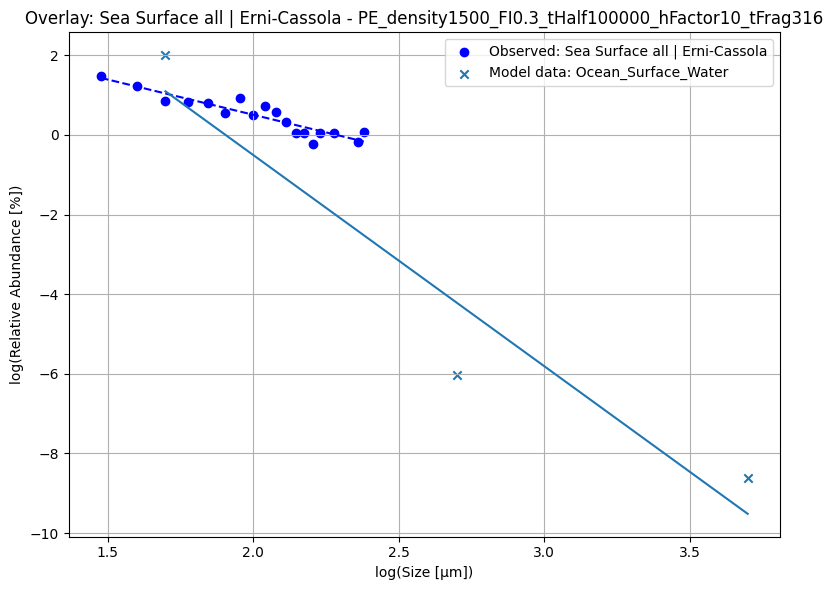 Overlay: Sea Surface all | Erni-Cassola - PE_density1500_FI0.3_tHalf100000_hFactor10_tFrag316
Observed: Sea Surface all | Erni-Cassola
Model data: Ocean_Surface_Water
log(Relative Abundance [%])
2
0
−2
−4
−6
−8
−10
1.5 2.0 2.5 3.0 3.5
log(Size [μm])